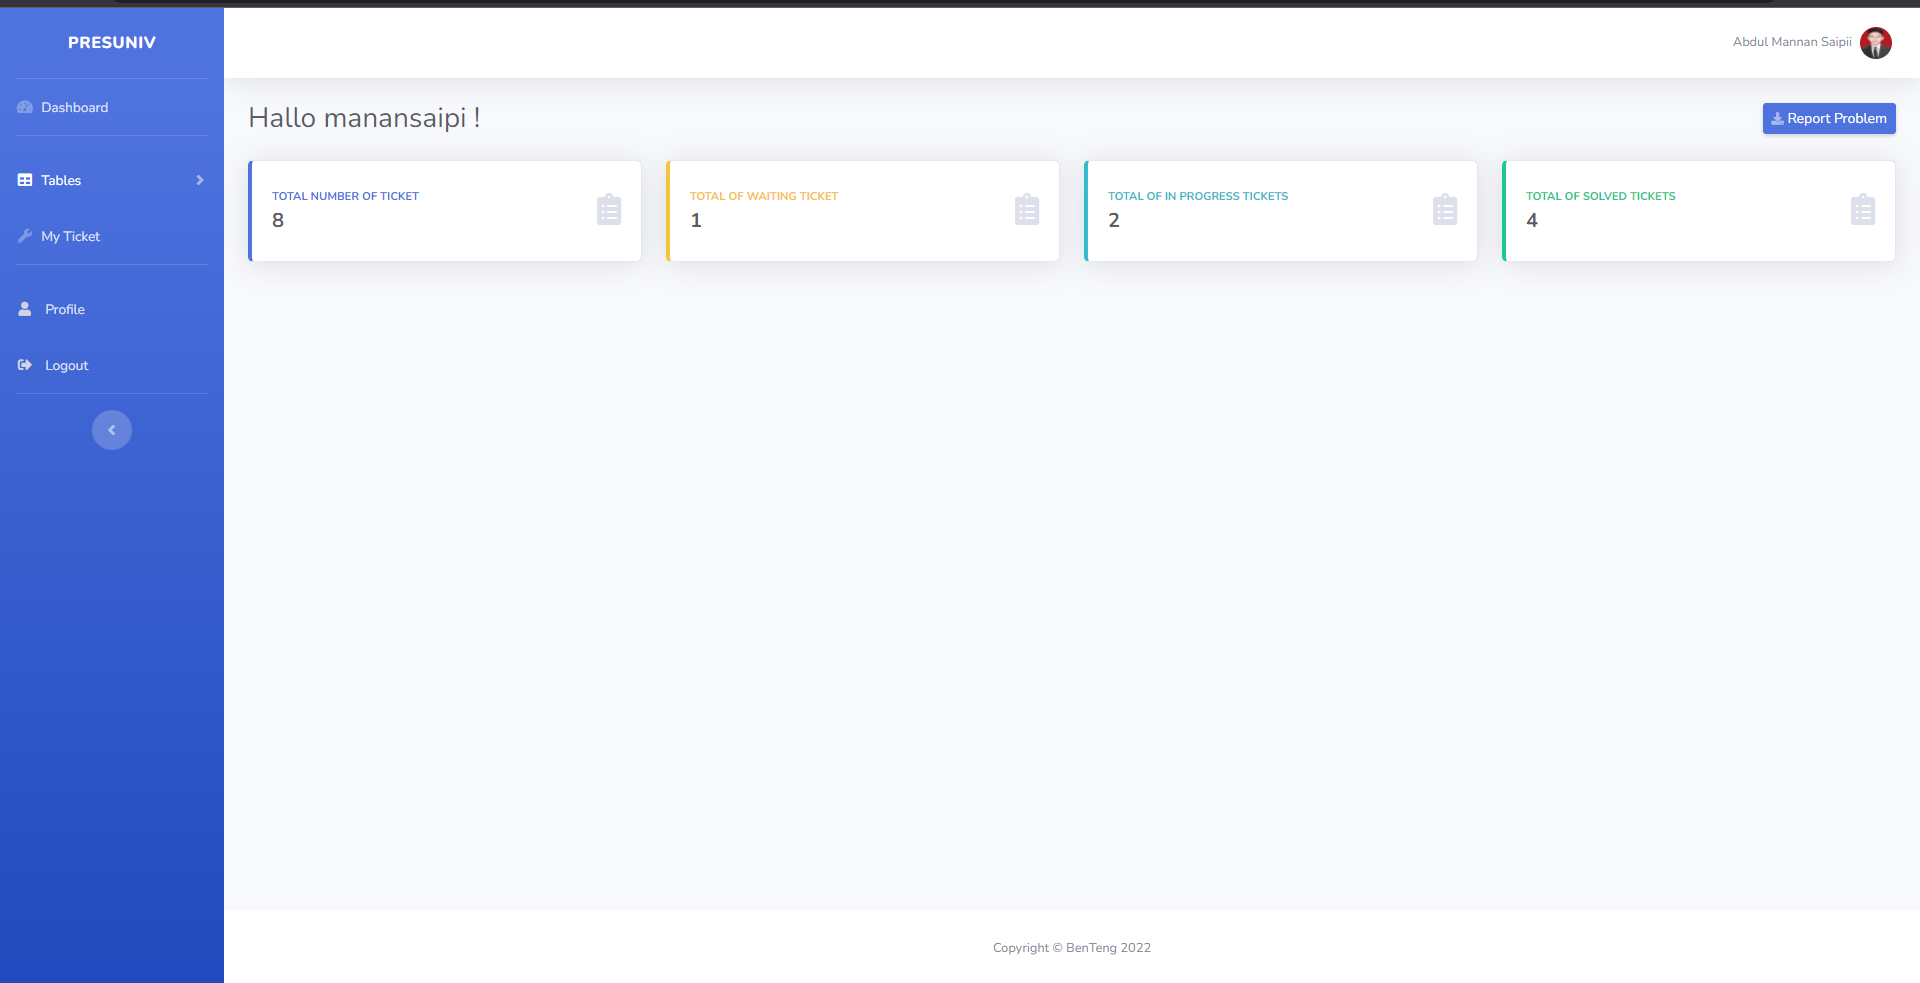 PRESUNIV
Abdul Mannan Saipii
Dashboard
Tables
My Ticket
Profile
Logout
Hallo manansaipi !
Report Problem
TOTAL NUMBER OF TICKET
8
TOTAL OF WAITING TICKET
1
TOTAL OF IN PROGRESS TICKETS
2
TOTAL OF SOLVED TICKETS
4
Copyright © BenTeng 2022